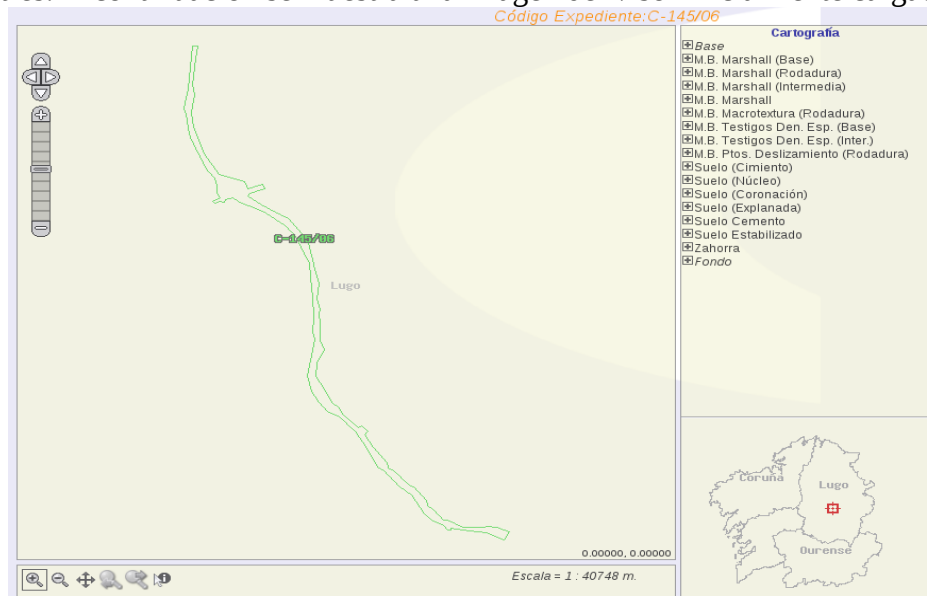 Código Expediente:C-145/06
C-145/06
Lugo
0.00000, 0.00000
Escala = 1 : 40748 m.
Cartografía
Base
M.B. Marshall (Base)
M.B. Marshall (Rodadura)
M.B. Marshall (Intermedia)
M.B. Marshall
M.B. Macrotextura (Rodadura)
M.B. Testigos Den. Esp. (Base)
M.B. Testigos Den. Esp. (Inter.)
M.B. Ptos. Deslizamiento (Rodadura)
Suelo (Cimiento)
Suelo (Núcleo)
Suelo (Coronación)
Suelo (Explanada)
Suelo Cemento
Suelo Estabilizado
Zahorra
Fondo
Coruña
Lugo
Ourense